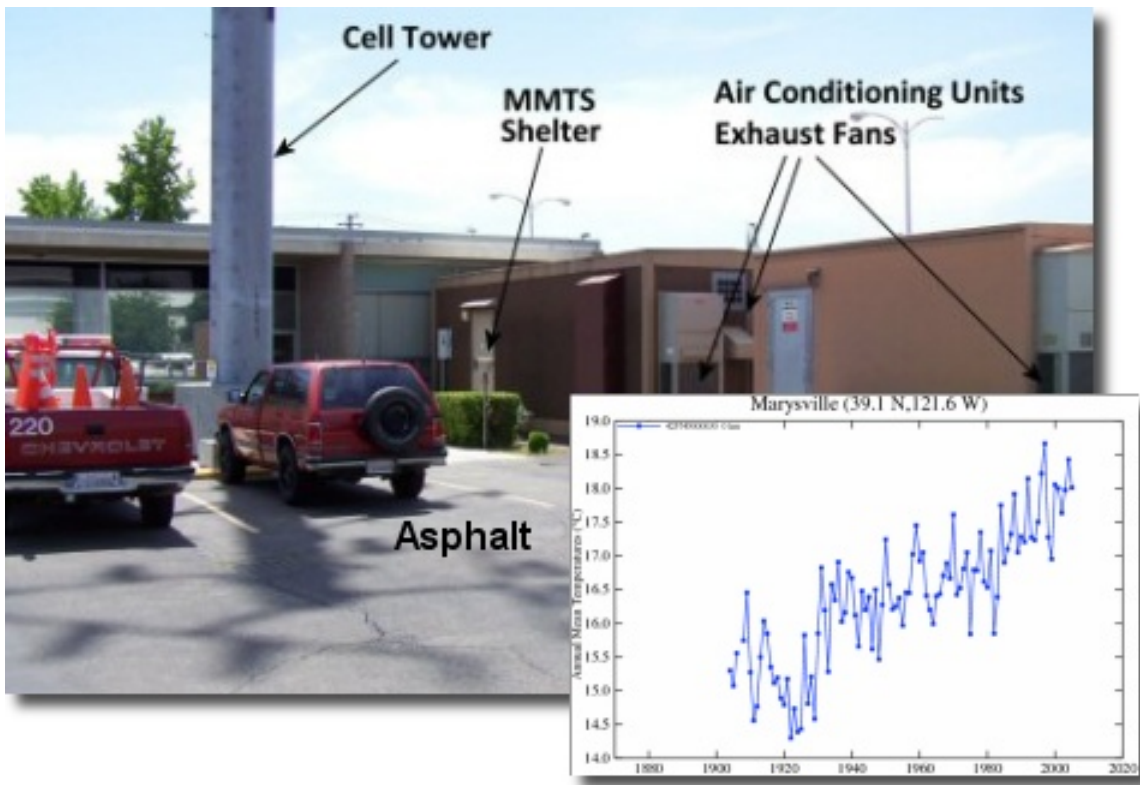 Cell Tower
MMTS
Shelter
Air Conditioning Units
Exhaust Fans
220
CHEVROLET
Asphalt
Marysville (39.1 N,121.6 W)
Annual Mean Temperatures (°C)
19.0
18.5
18.0
17.5
17.0
16.5
16.0
15.5
15.0
14.5
14.0
1880
1900
1920
1940
1960
1980
2000
2020